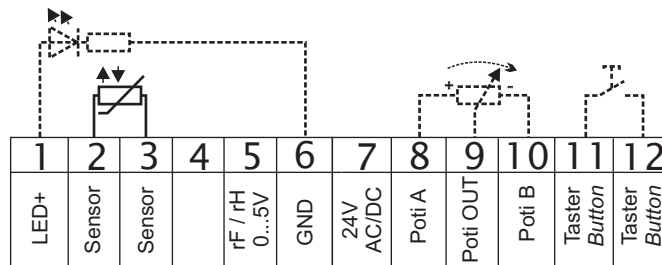 + -
1 2 3 4 5 6 7 8 9 10 11 12
LED+
Sensor
Sensor
rF / rH
0...5V
GND
24V
AC/DC
Poti A
Poti OUT
Poti B
Taster
Button
Taster
Button